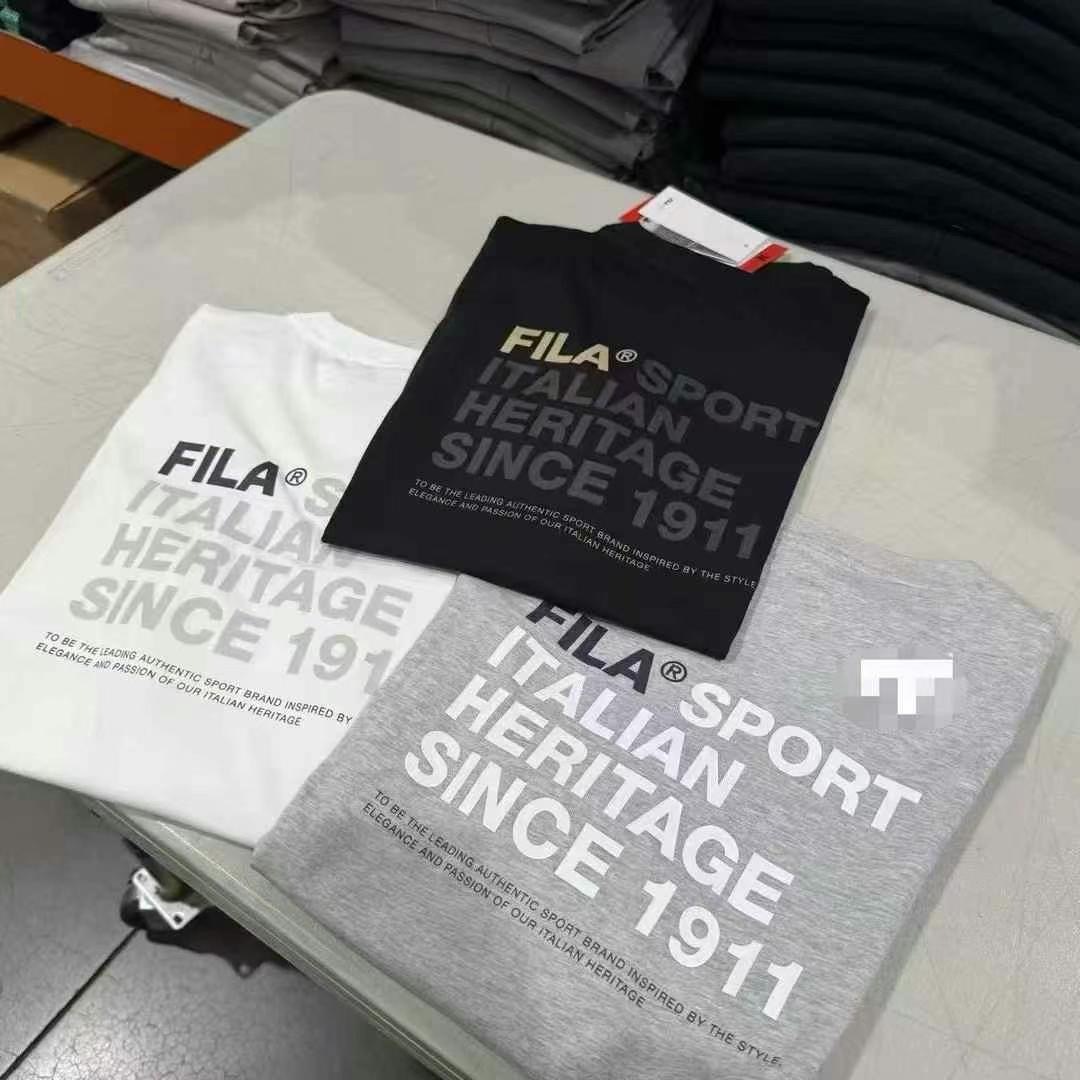 FILA® SPORT
ITALIAN
HERITAGE
SINCE 1911
TO BE THE LEADING AUTHENTIC SPORT BRAND INSPIRED BY THE STYLE,
ELEGANCE AND PASSION OF OUR ITALIAN HERITAGE
FILA® S
ITALIAN
HERITAGE
SINCE 191
TO BE THE LEADING AUTHENTIC SPORT BRAND INSPIRED BY
ELEGANCE AND PASSION OF OUR ITALIAN HERITAGE
FILA® SPORT
ITALIAN
HERITAGE
SINCE 1911
TO BE THE LEADING AUTHENTIC SPORT BRAND INSPIRED BY THE STYLE,
ELEGANCE AND PASSION OF OUR ITALIAN HERITAGE